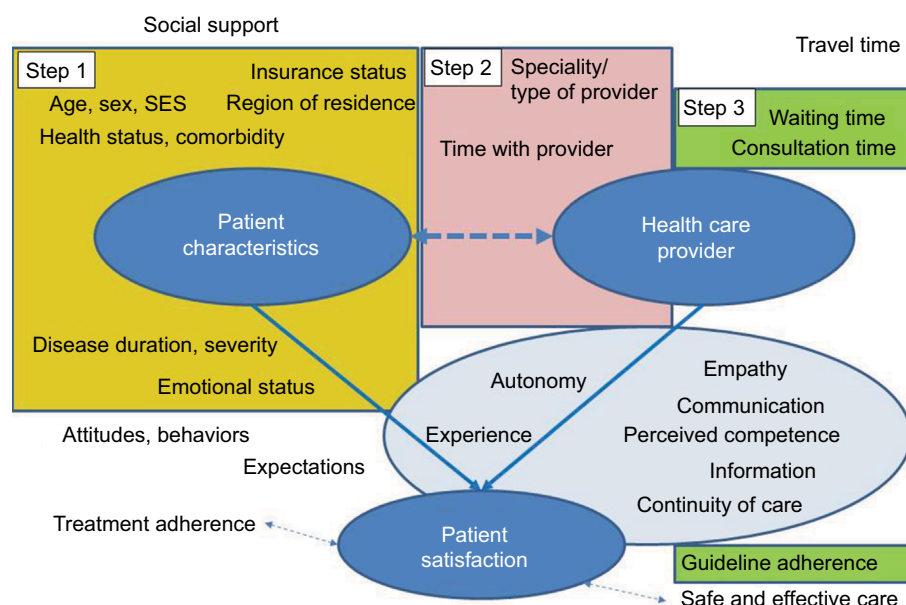 Social support
Travel time
Step 1
Insurance status
Age, sex, SES
Region of residence
Health status, comorbidity
Step 2
Speciality/
type of provider
Time with provider
Step 3
Waiting time
Consultation time
Patient
characteristics
Health care
provider
Disease duration, severity
Emotional status
Autonomy
Empathy
Communication
Experience
Perceived competence
Information
Continuity of care
Attitudes, behaviors
Expectations
Treatment adherence
Patient
satisfaction
Guideline adherence
Safe and effective care